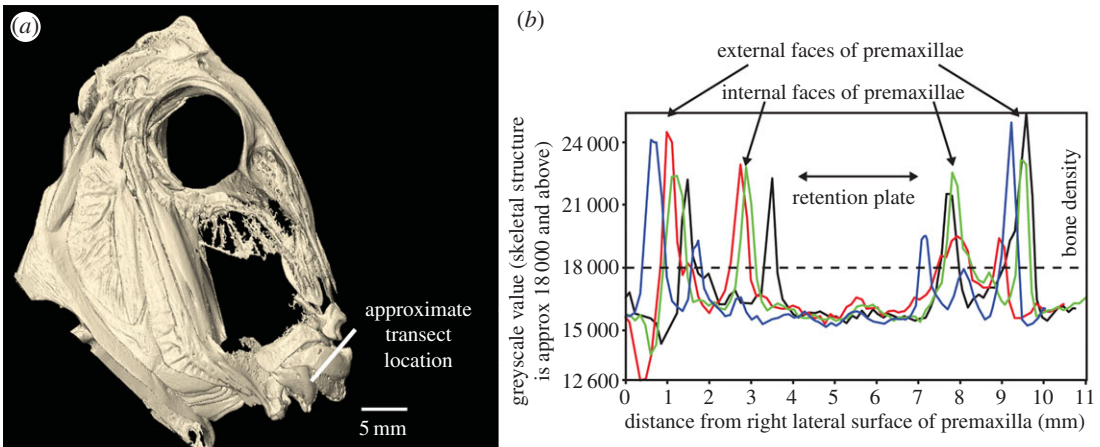 (a)
approximate
transect
location
5 mm
(b)
external faces of premaxillae
internal faces of premaxillae
retention plate
bone density
greyscale value (skeletal structure
is approx 18 000 and above)
24 000
21 000
18 000
15 000
12 600
0 1 2 3 4 5 6 7 8 9 10 11
distance from right lateral surface of premaxilla (mm)